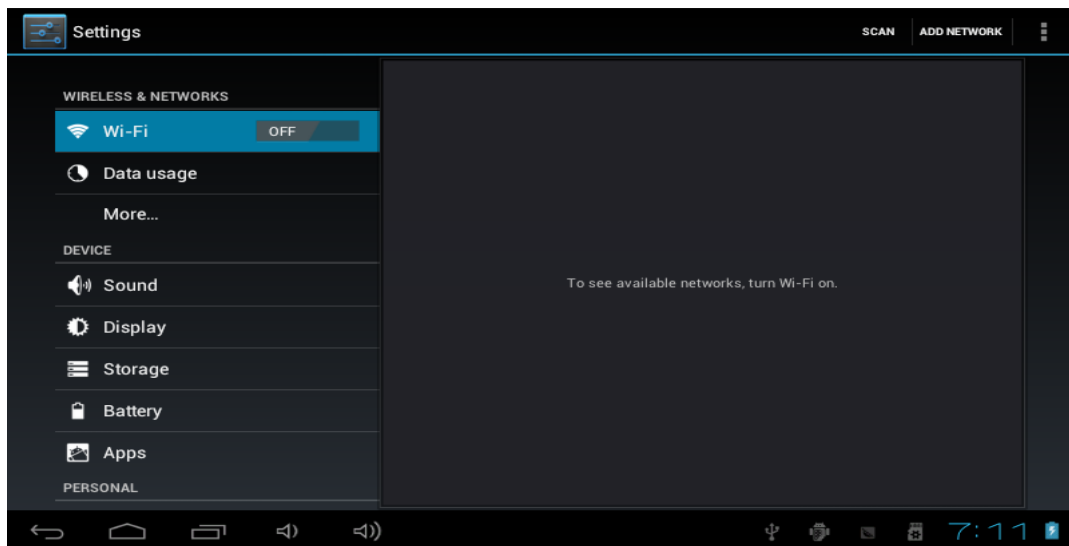 Settings
SCAN
ADD NETWORK
WIRELESS & NETWORKS
Wi-Fi
OFF
Data usage
More...
DEVICE
Sound
Display
Storage
Battery
Apps
PERSONAL
To see available networks, turn Wi-Fi on.
7:11